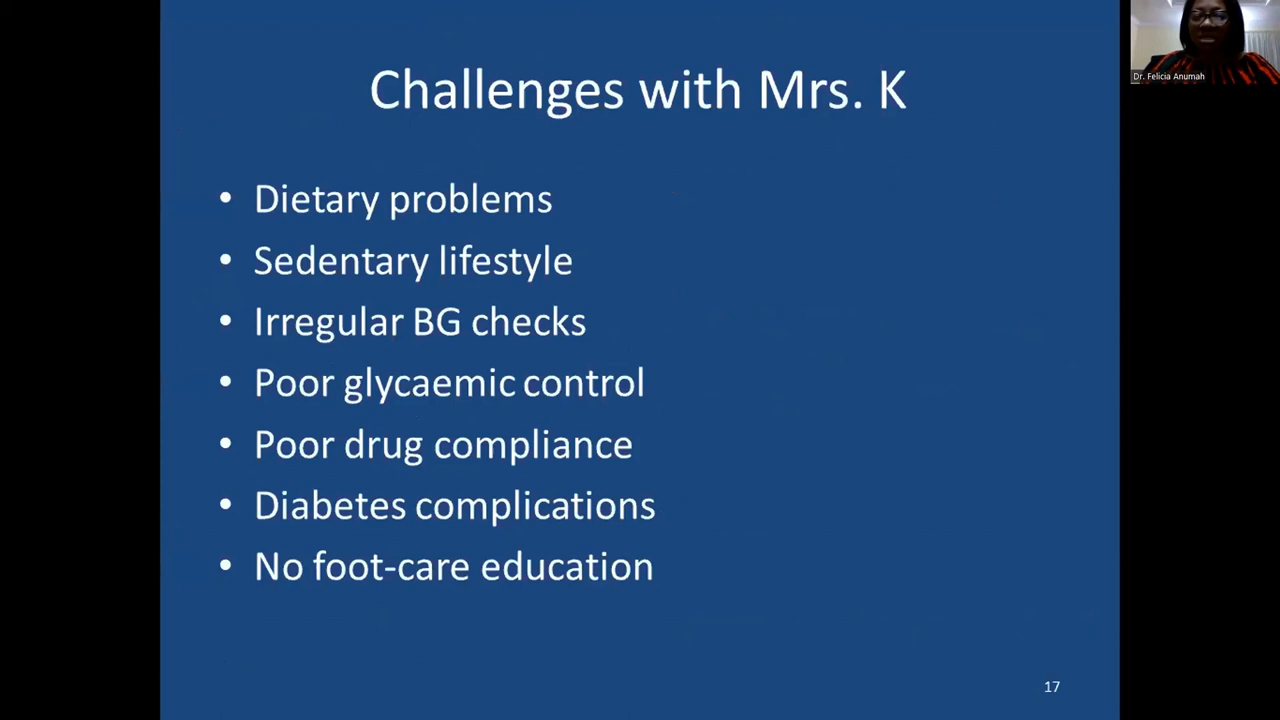 Challenges with Mrs. K
Dr. Felicia Anumah
• Dietary problems
• Sedentary lifestyle
• Irregular BG checks
• Poor glycaemic control
• Poor drug compliance
• Diabetes complications
• No foot-care education
17